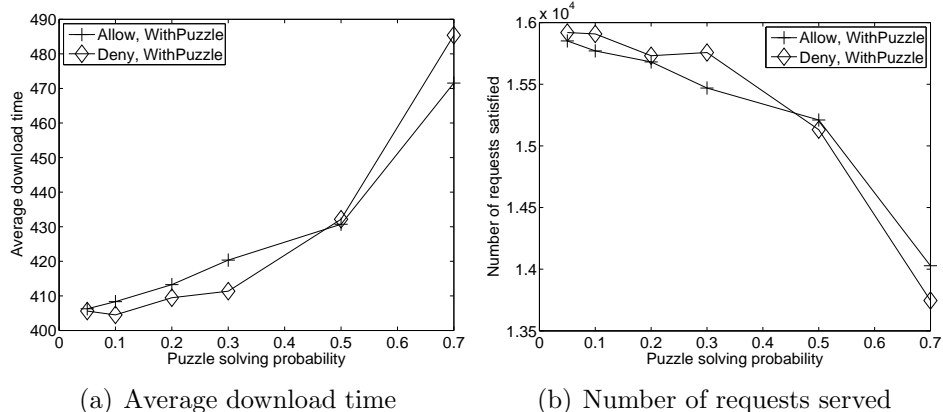 490
480
470
460
450
440
430
420
410
400
Average download time
Allow, WithPuzzle
Deny, WithPuzzle
0 0.1 0.2 0.3 0.4 0.5 0.6 0.7
Puzzle solving probability
(a) Average download time
x 10^4
1.6
1.55
1.5
1.45
1.4
1.35
Number of requests satisfied
Allow, WithPuzzle
Deny, WithPuzzle
0 0.1 0.2 0.3 0.4 0.5 0.6 0.7
Puzzle solving probability
(b) Number of requests served